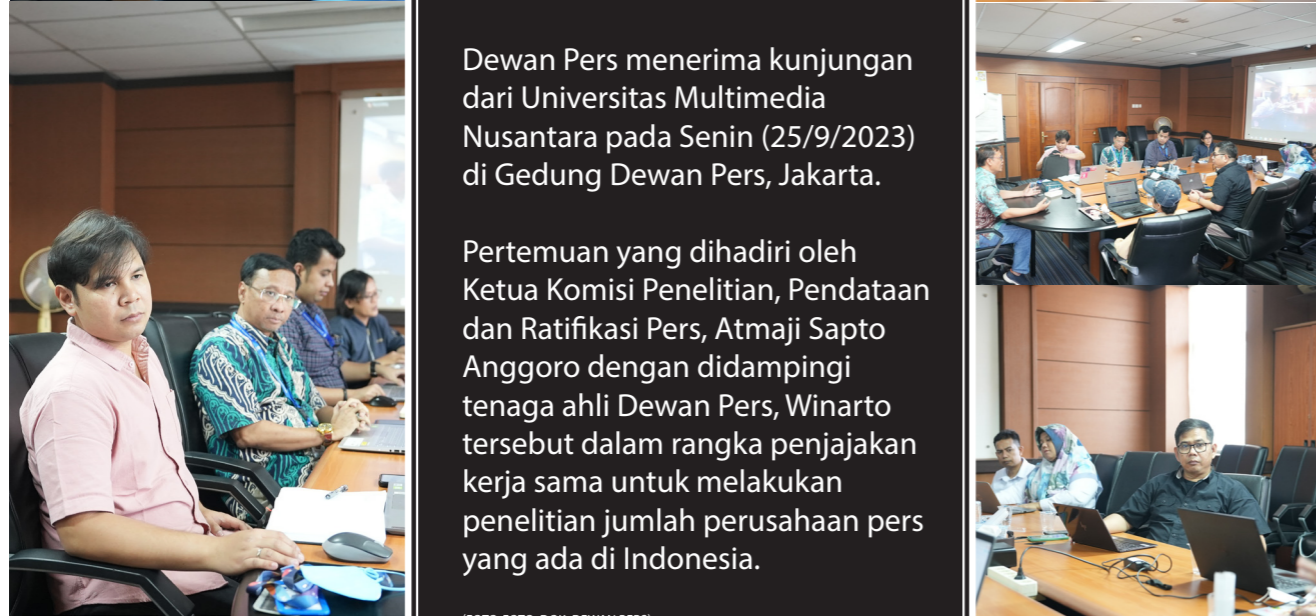 Dewan Pers menerima kunjungan
dari Universitas Multimedia
Nusantara pada Senin (25/9/2023)
di Gedung Dewan Pers, Jakarta.
Pertemuan yang dihadiri oleh
Ketua Komisi Penelitian, Pendataan
dan Ratifikasi Pers, Atmaji Sapto
Anggoro dengan didampingi
tenaga ahli Dewan Pers, Winarto
tersebut dalam rangka penjajakan
kerja sama untuk melakukan
penelitian jumlah perusahaan pers
yang ada di Indonesia.